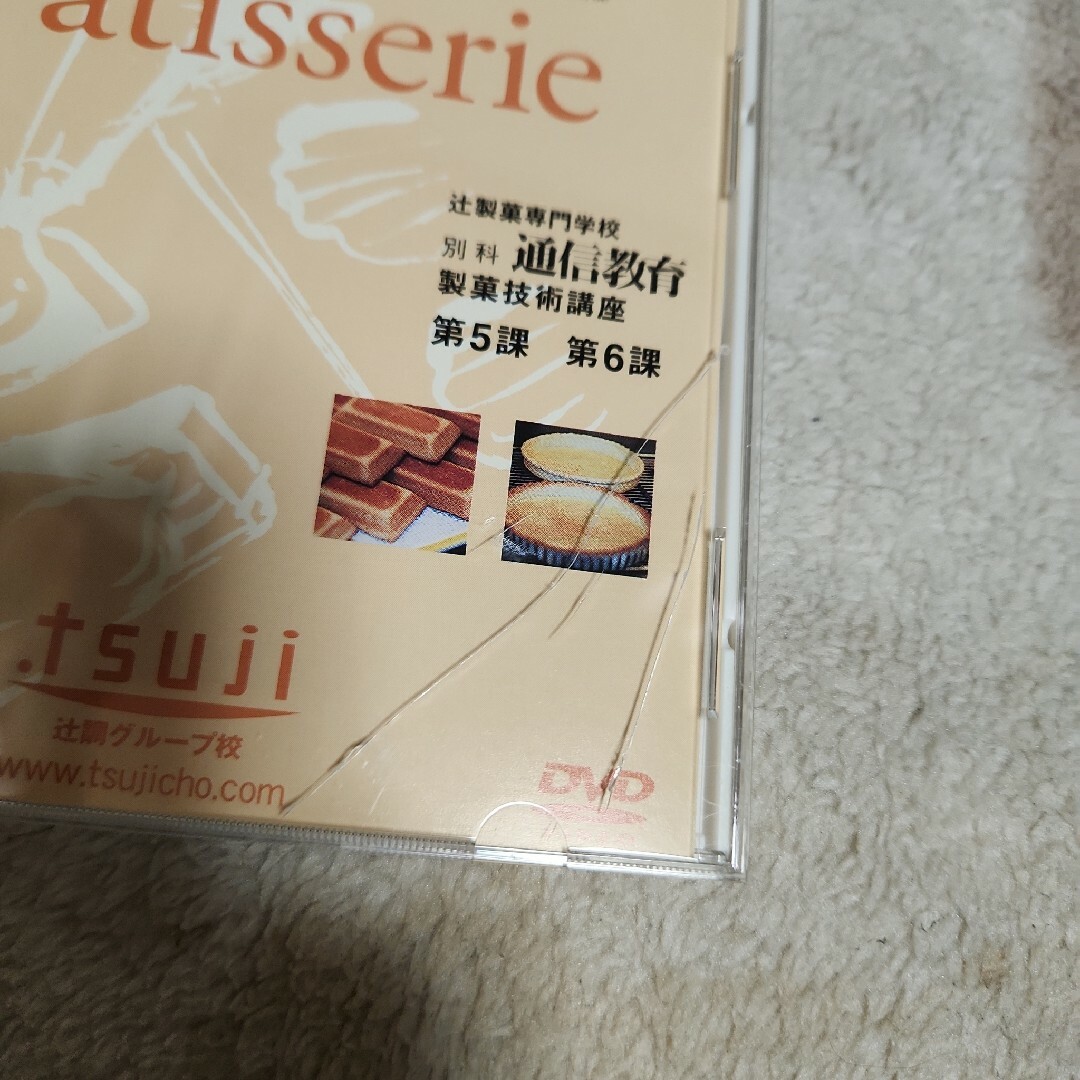 atisserie
辻製菓専門学校
別科 通信教育
製菓技術講座
第5課 第6課
.tsuji
辻調グループ校
www.tsujicho.com
DVD